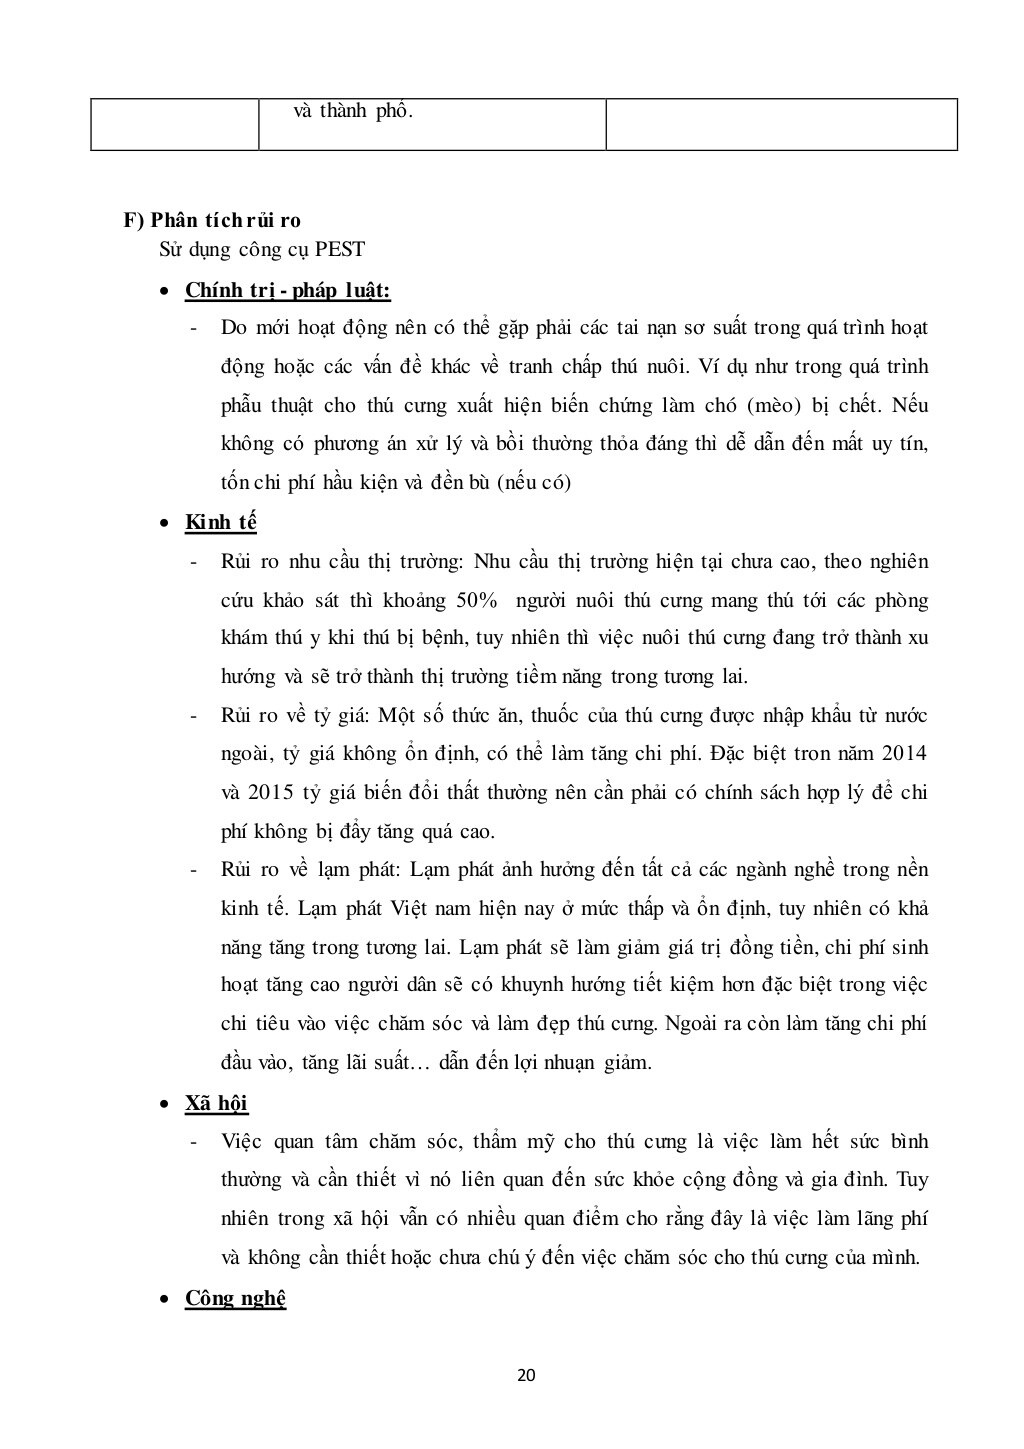 và thành phố.
F) Phân tích rủi ro
Sử dụng công cụ PEST
• Chính trị - pháp luật:
- Do mới hoạt động nên có thể gặp phải các tai nạn sơ suất trong quá trình hoạt
động hoặc các vấn đề khác về tranh chấp thú nuôi. Ví dụ như trong quá trình
phẫu thuật cho thú cưng xuất hiện biến chứng làm chó (mèo) bị chết. Nếu
không có phương án xử lý và bồi thường thỏa đáng thì dễ dẫn đến mất uy tín,
tốn chi phí hầu kiện và đền bù (nếu có)
• Kinh tế
- Rủi ro nhu cầu thị trường: Nhu cầu thị trường hiện tại chưa cao, theo nghiên
cứu khảo sát thì khoảng 50% người nuôi thú cưng mang thú tới các phòng
khám thú y khi thú bị bệnh, tuy nhiên thì việc nuôi thú cưng đang trở thành xu
hướng và sẽ trở thành thị trường tiềm năng trong tương lai.
- Rủi ro về tỷ giá: Một số thức ăn, thuốc của thú cưng được nhập khẩu từ nước
ngoài, tỷ giá không ổn định, có thể làm tăng chi phí. Đặc biệt tron năm 2014
và 2015 tỷ giá biến đổi thất thường nên cần phải có chính sách hợp lý để chi
phí không bị đẩy tăng quá cao.
- Rủi ro về lạm phát: Lạm phát ảnh hưởng đến tất cả các ngành nghề trong nền
kinh tế. Lạm phát Việt nam hiện nay ở mức thấp và ổn định, tuy nhiên có khả
năng tăng trong tương lai. Lạm phát sẽ làm giảm giá trị đồng tiền, chi phí sinh
hoạt tăng cao người dân sẽ có khuynh hướng tiết kiệm hơn đặc biệt trong việc
chi tiêu vào việc chăm sóc và làm đẹp thú cưng. Ngoài ra còn làm tăng chi phí
đầu vào, tăng lãi suất… dẫn đến lợi nhuạn giảm.
• Xã hội
- Việc quan tâm chăm sóc, thẩm mỹ cho thú cưng là việc làm hết sức bình
thường và cần thiết vì nó liên quan đến sức khỏe cộng đồng và gia đình. Tuy
nhiên trong xã hội vẫn có nhiều quan điểm cho rằng đây là việc làm lãng phí
và không cần thiết hoặc chưa chú ý đến việc chăm sóc cho thú cưng của mình.
• Công nghệ
20